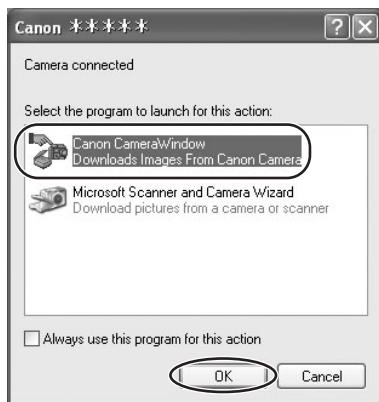 Canon *****
Camera connected
Select the program to launch for this action:
Canon CameraWindow
Downloads Images From Canon Camera
Microsoft Scanner and Camera Wizard
Download pictures from a camera or scanner
Always use this program for this action
OK
Cancel